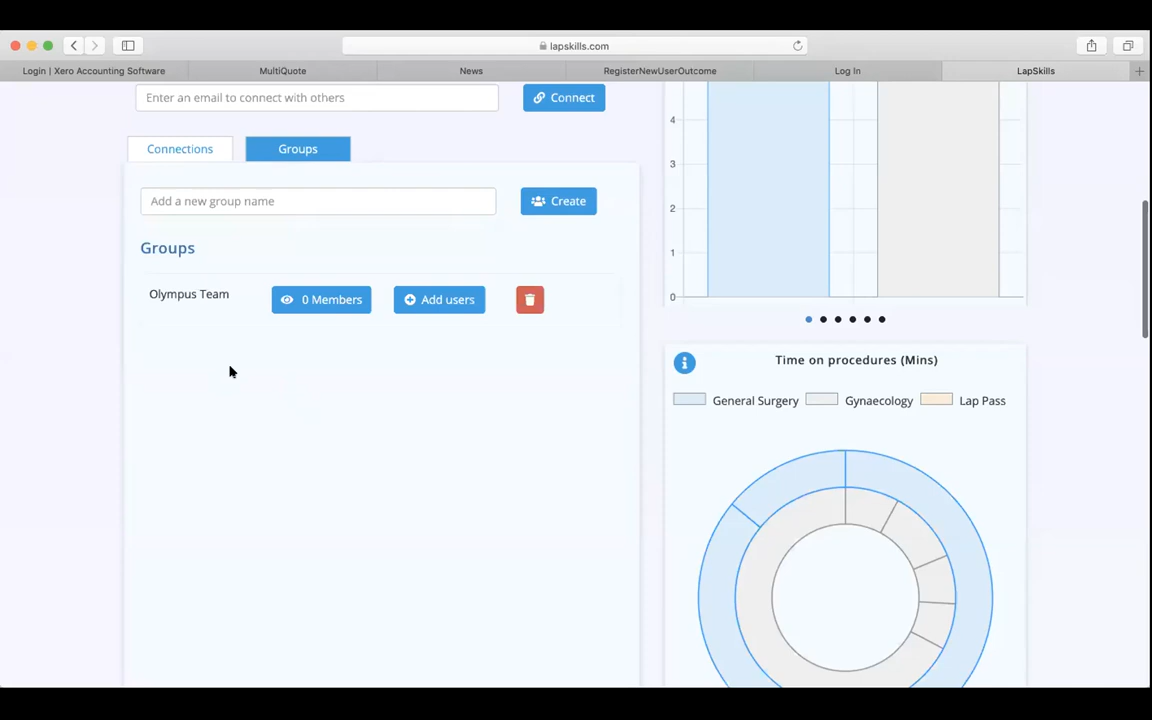 lapskills.com
Login | Xero Accounting Software
MultiQuote
News
RegisterNewUserOutcome
Log In
LapSkills
Enter an email to connect with others
Connect
Connections
Groups
Add a new group name
Create
Groups
Olympus Team
0 Members
Add users
4
3
2
1
0
Time on procedures (Mins)
General Surgery
Gynaecology
Lap Pass